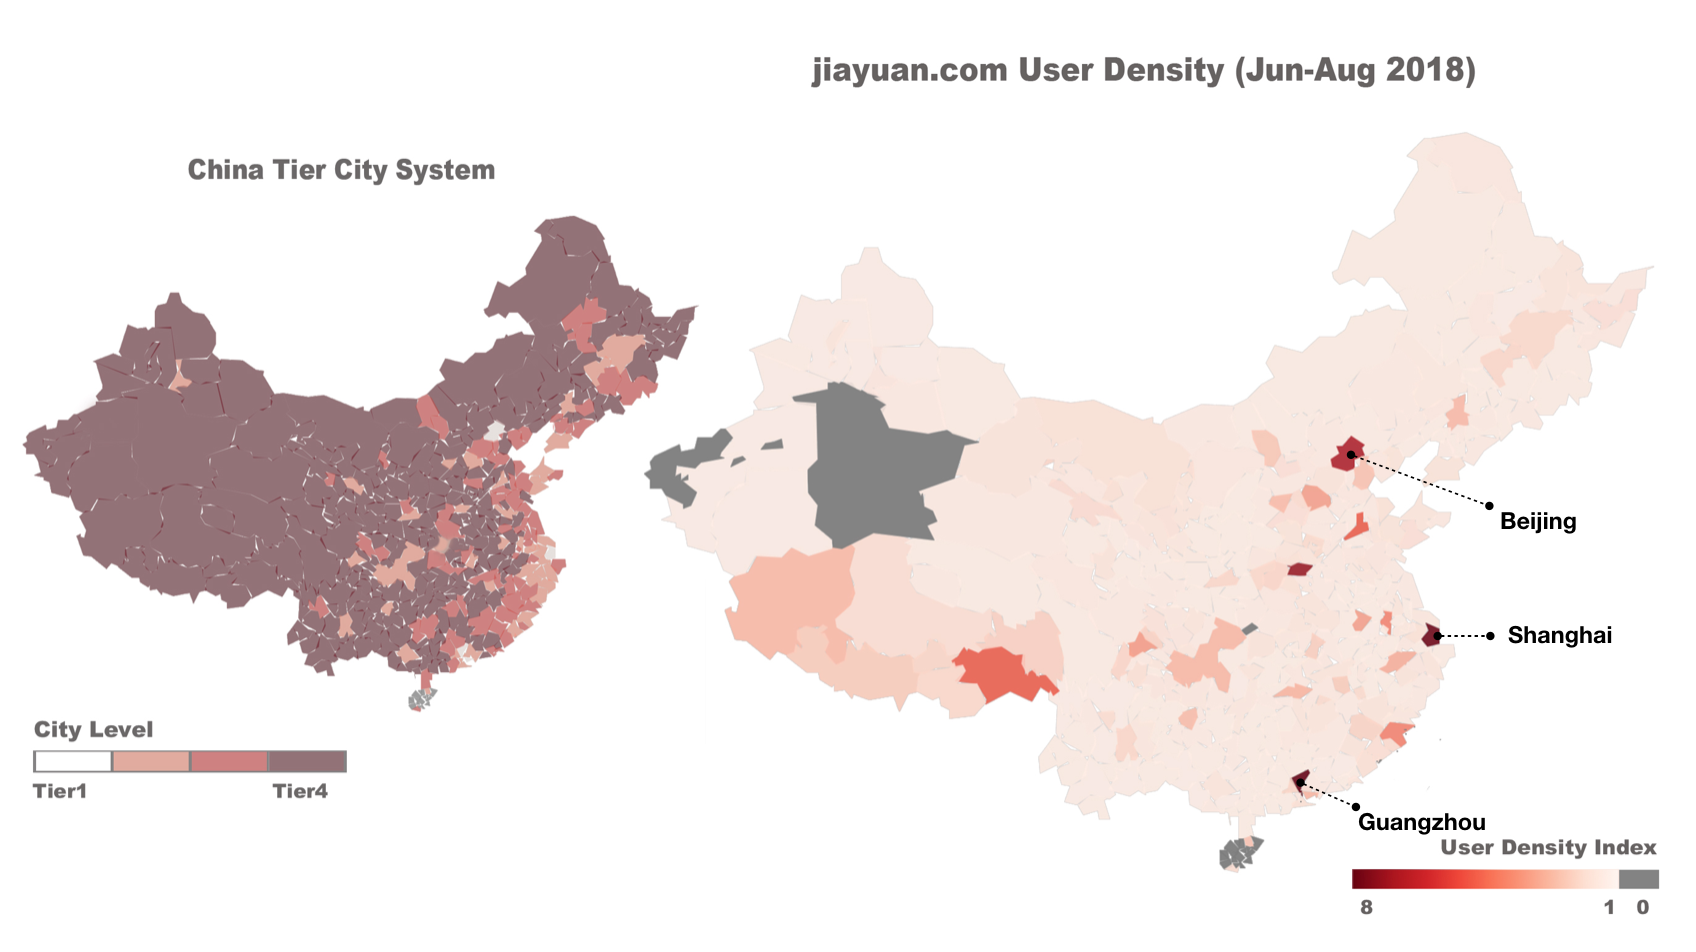 jiayuan.com User Density (Jun-Aug 2018)
China Tier City System
Beijing
Shanghai
City Level
Tier1 Tier4
Guangzhou
User Density Index
8 1 0